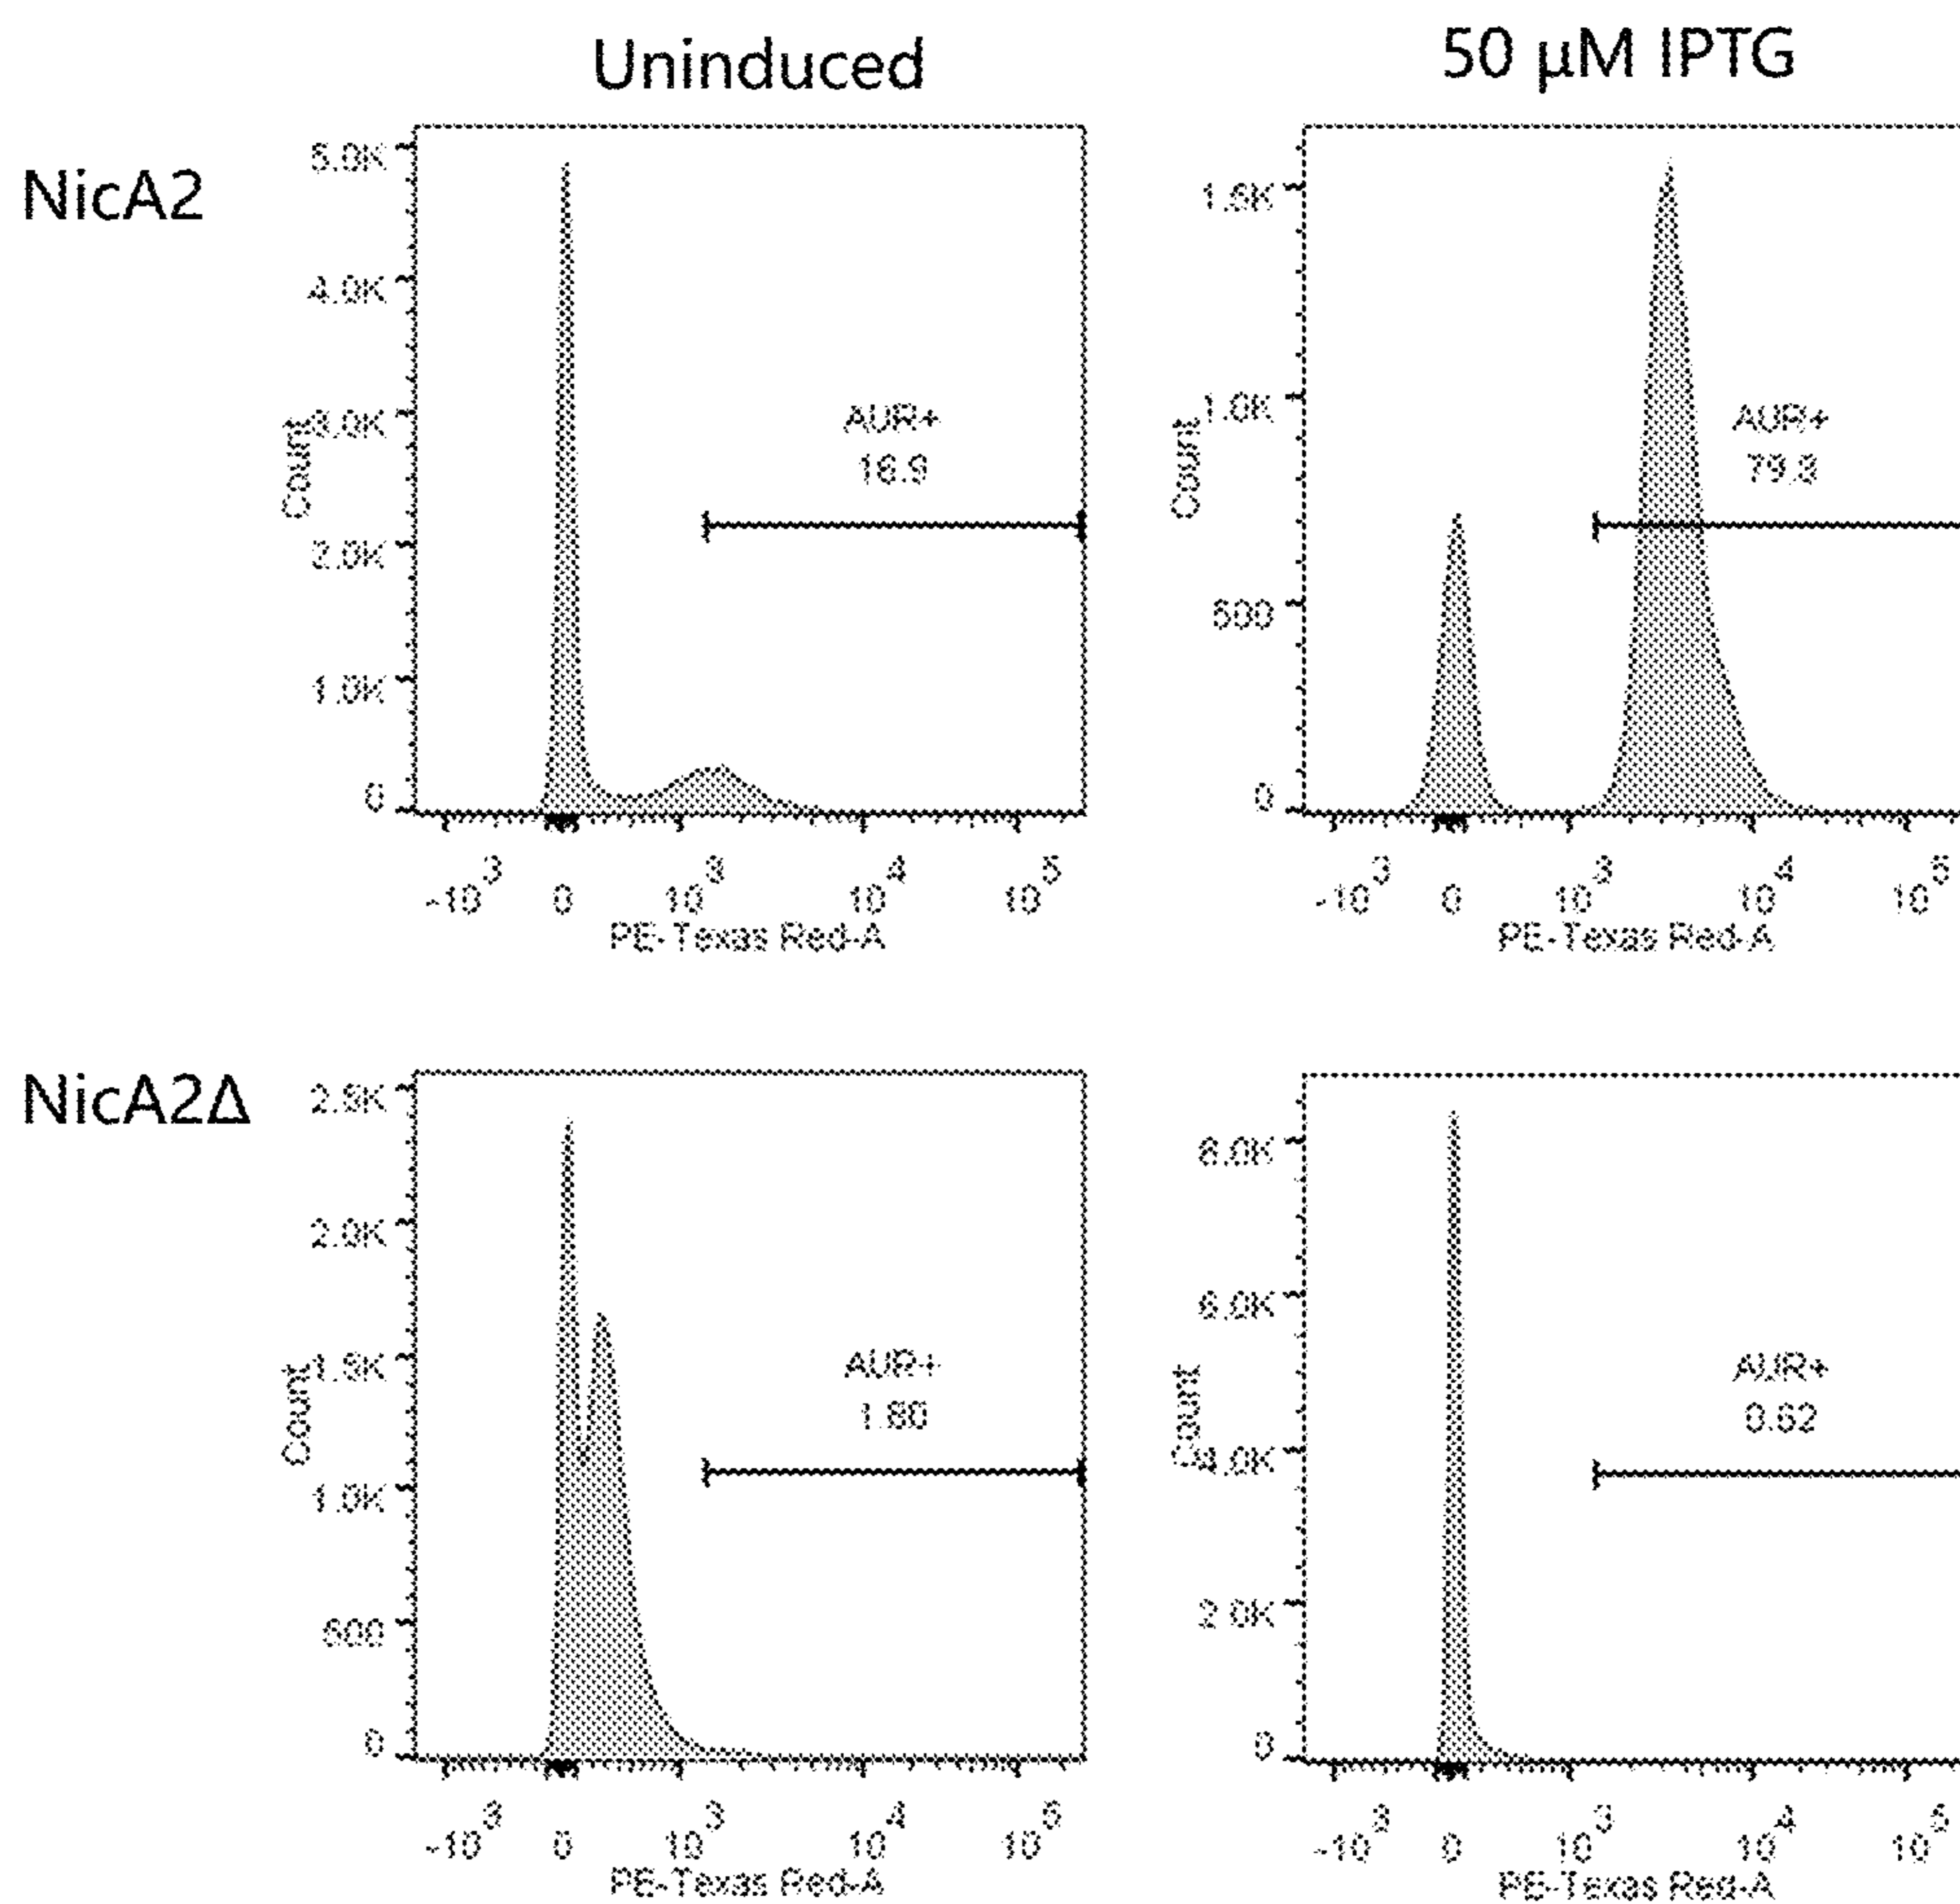 Uninduced
50 µM IPTG
NicA2
5.0K
4.0K
3.0K
2.0K
1.0K
0
Count
AUR+
16.9
-10^3 0 10^3 10^4 10^5
PE-Texas Red-A
1.5K
1.0K
500
0
Count
AUR+
79.8
-10^3 0 10^3 10^4 10^5
PE-Texas Red-A
NicA2Δ
2.5K
2.0K
1.5K
1.0K
500
0
Count
AUR+
-10^3 0 10^3 10^4 10^5
PE-Texas Red-A
8.0K
6.0K
4.0K
2.0K
0
Count
AUR+
-10^3 0 10^3 10^4 10^5
PE-Texas Red-A